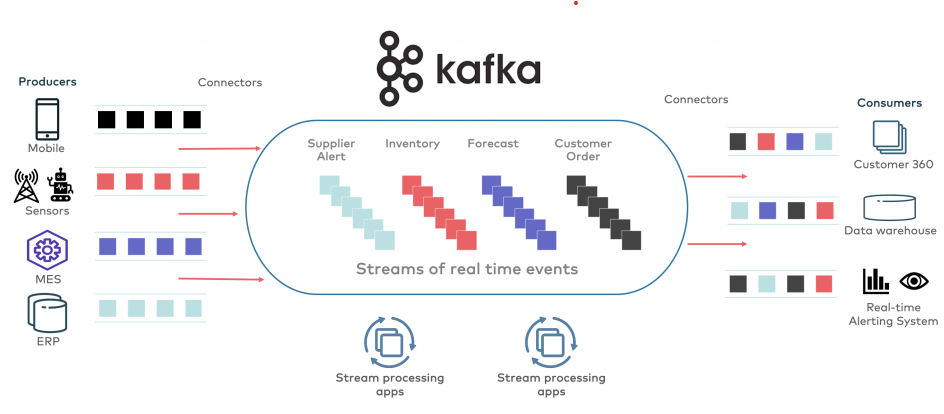 kafka
Producers
Connectors
Mobile
Sensors
MES
ERP
Supplier
Alert
Inventory
Forecast
Customer
Order
Streams of real time events
Stream processing
apps
Stream processing
apps
Connectors
Consumers
Customer 360
Data warehouse
Real-time
Alerting System